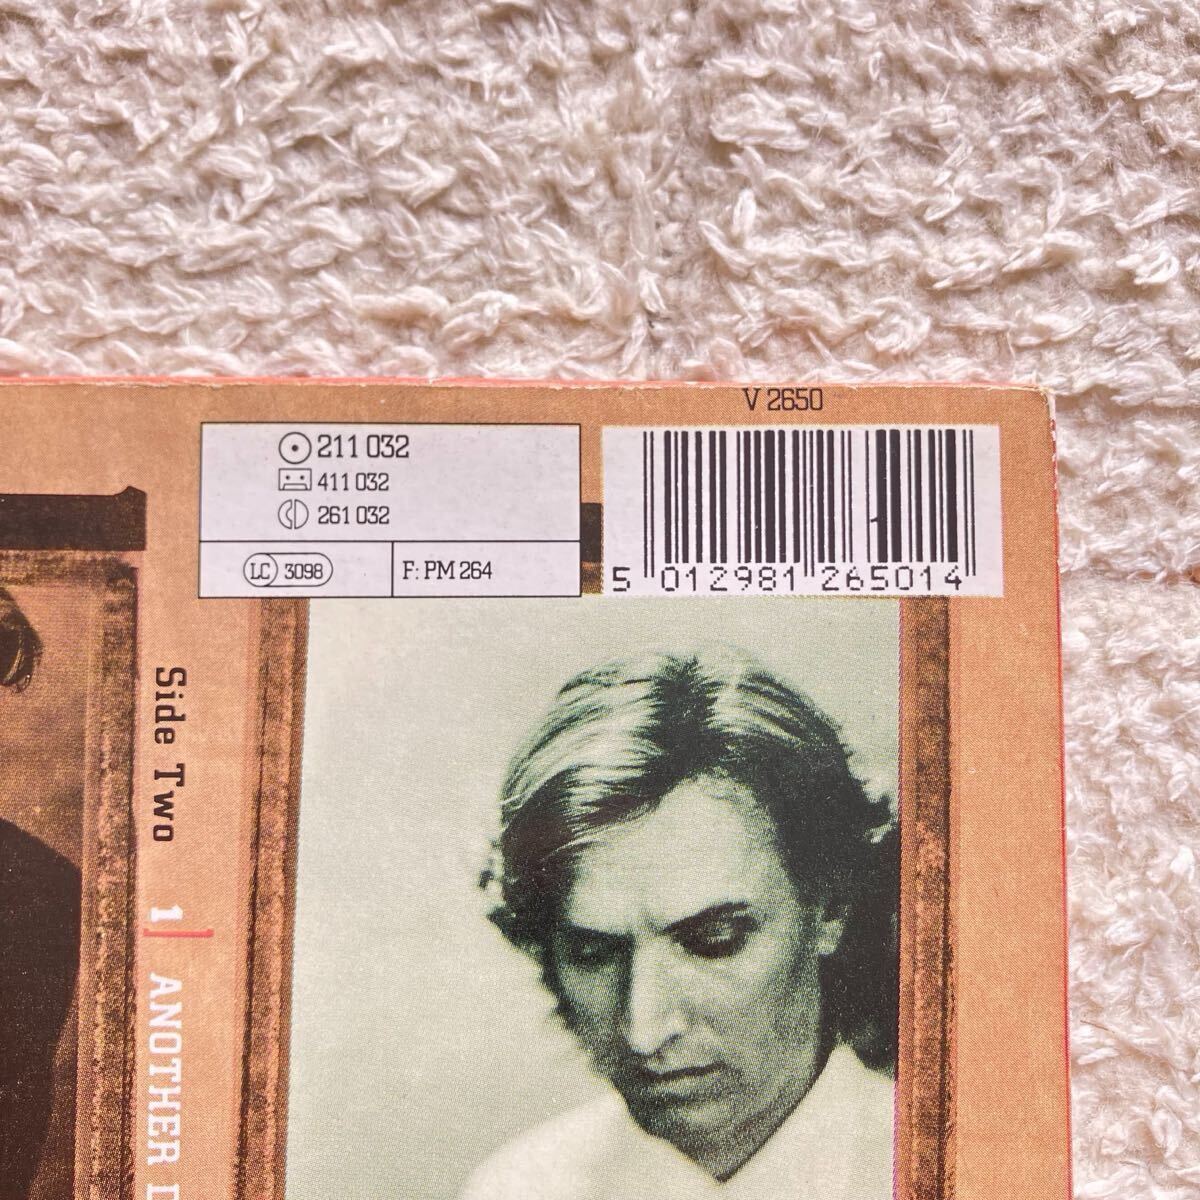 V 2650
211 032
411 032
261 032
LC 3098
F: PM 264
5 012981 265014
Side Two 1 ANOTHER